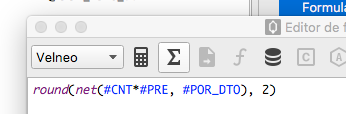 Formula
Editor de f
Velneo
round(net(#CNT*#PRE, #POR_DTO), 2)